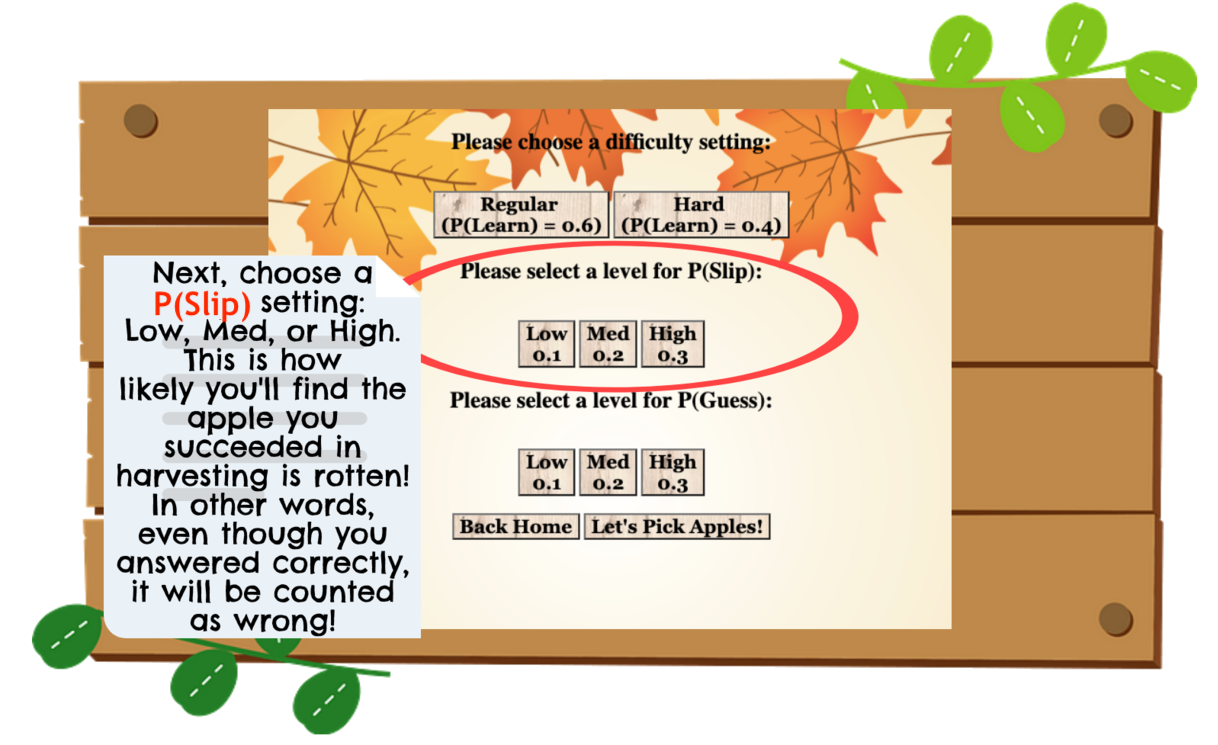 Please choose a difficulty setting:
Regular
(P(Learn) = 0.6)
Hard
(P(Learn) = 0.4)
Please select a level for P(Slip):
Low
0.1
Med
0.2
High
0.3
Please select a level for P(Guess):
Low
0.1
Med
0.2
High
0.3
Back Home
Let's Pick Apples!
Next, choose a
P(Slip) setting:
Low, Med, or High.
This is how
likely you'll find the
apple you
succeeded in
harvesting is rotten!
In other words,
even though you
answered correctly,
it will be counted
as wrong!